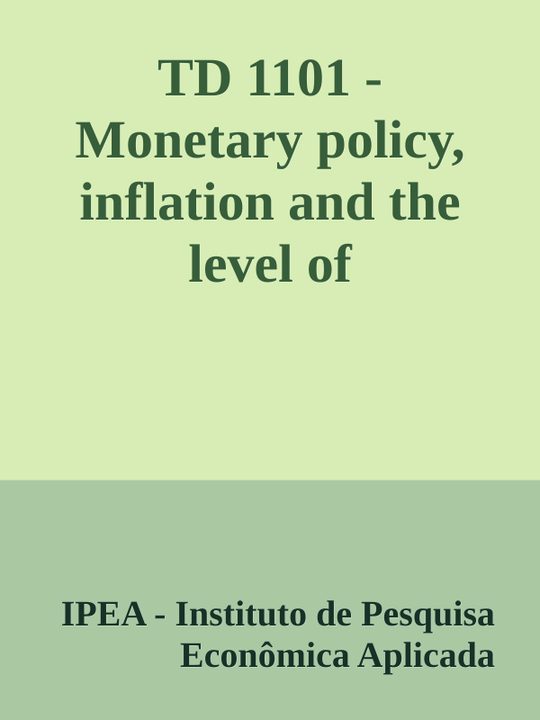 TD 1101 -
Monetary policy,
inflation and the
level of
IPEA - Instituto de Pesquisa
Econômica Aplicada